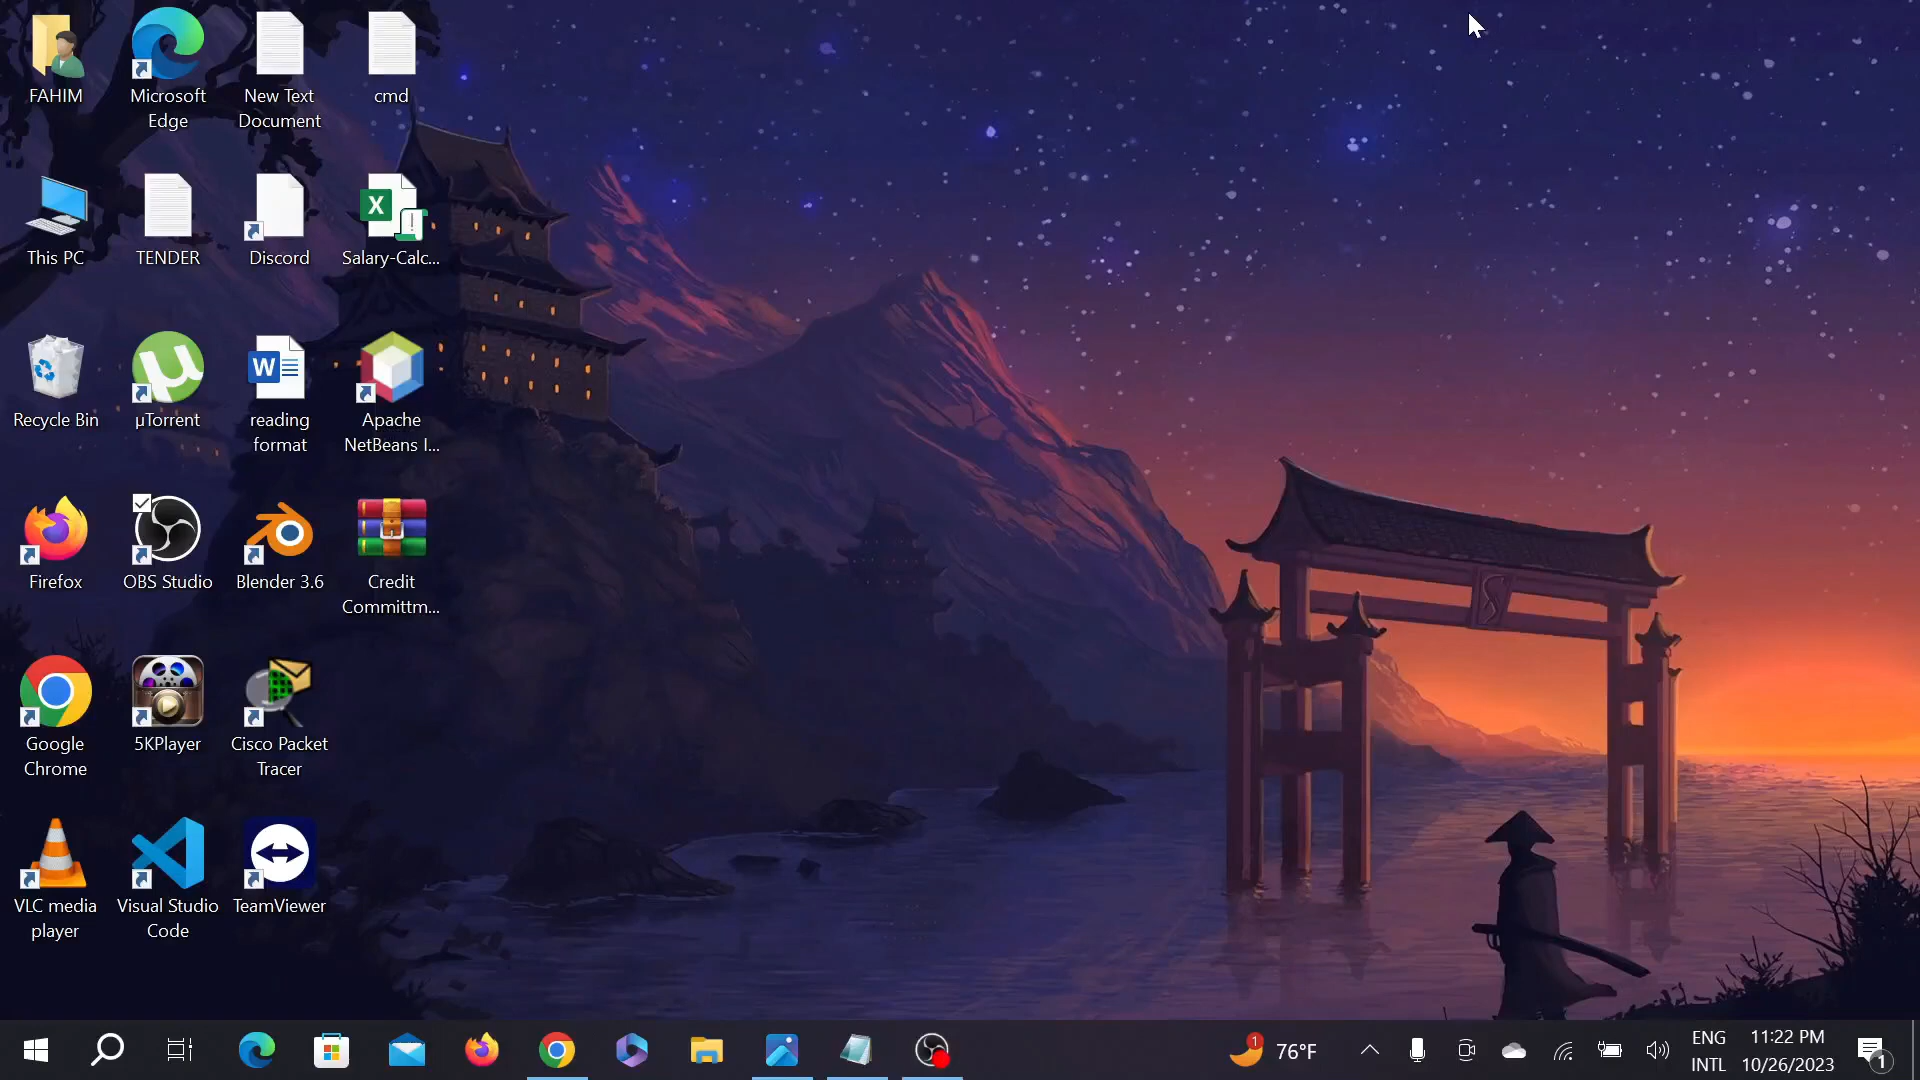 FAHIM
Microsoft
Edge
New Text
Document
cmd
This PC
TENDER
Discord
Salary-Calc...
Recycle Bin
µTorrent
reading
format
Apache
NetBeans I...
Firefox
OBS Studio
Blender 3.6
Credit
Committm...
Google
Chrome
5KPlayer
Cisco Packet
Tracer
VLC media
player
Visual Studio
Code
TeamViewer
1
76°F
ENG
INTL
11:22 PM
10/26/2023
1